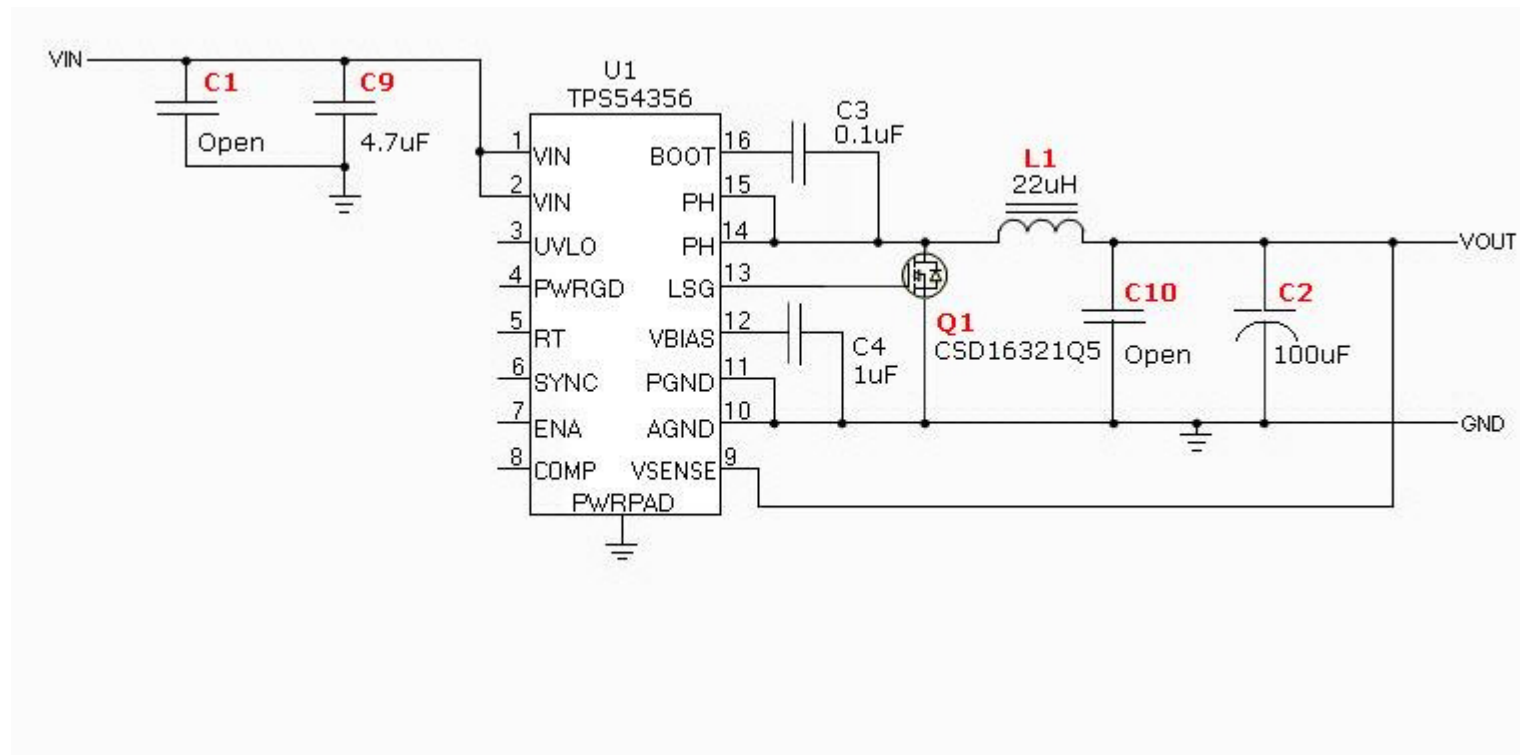 VIN
C1
Open
C9
4.7uF
U1
TPS54356
1
VIN
2
VIN
3
UVLO
4
PWRGD
5
RT
6
SYNC
7
ENA
8
COMP
16
BOOT
15
PH
14
PH
13
LSG
12
VBIAS
11
PGND
10
AGND
9
VSENSE
PWRPAD
C3
0.1uF
C4
1uF
L1
22uH
Q1
CSD16321Q5
C10
Open
C2
100uF
VOUT
GND